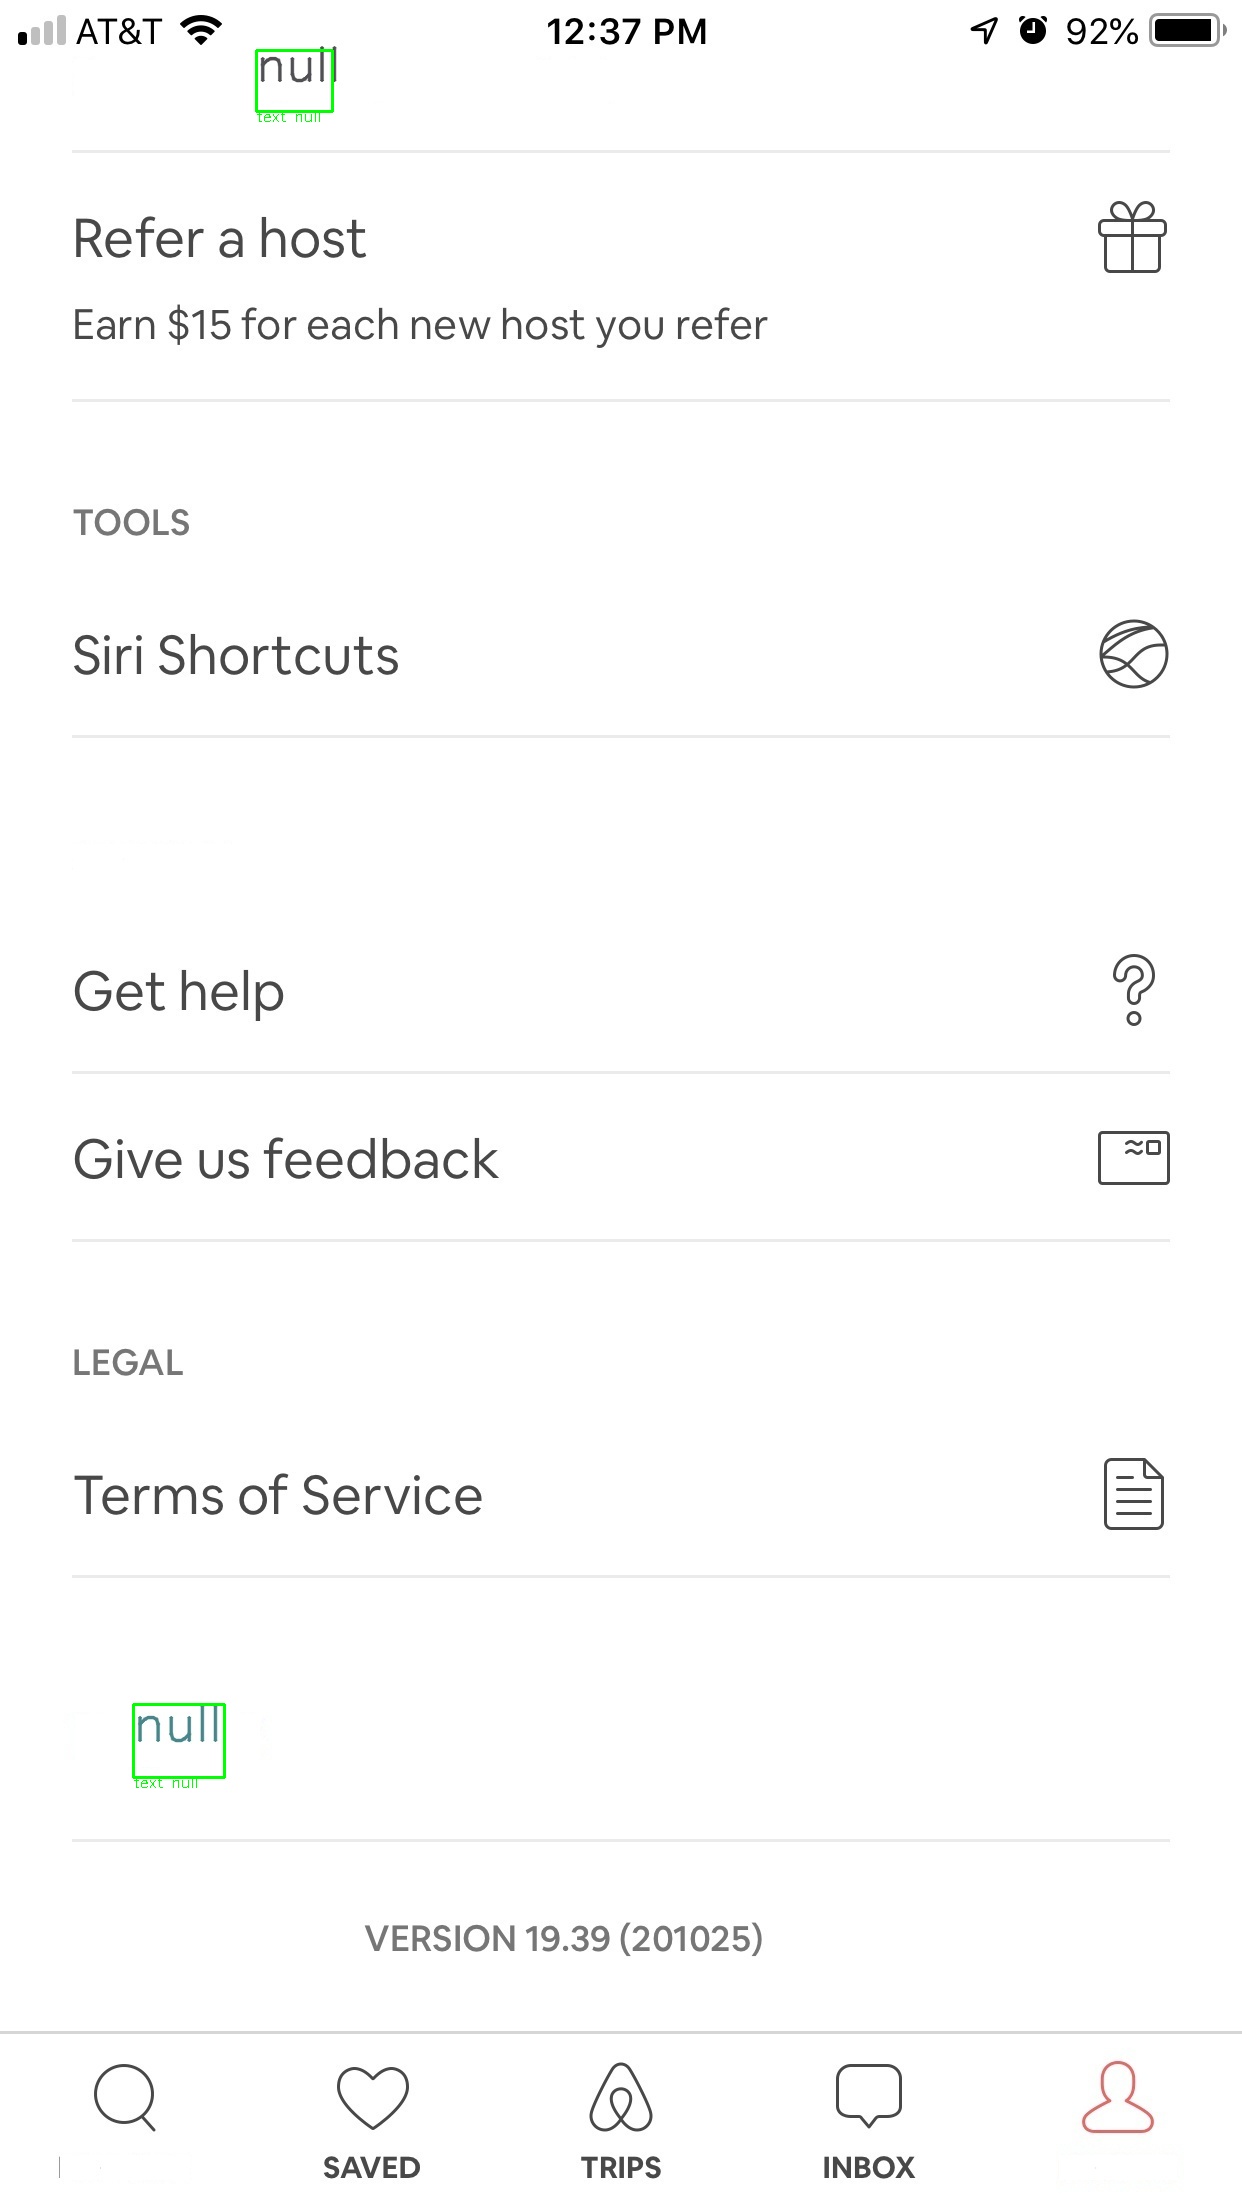 AT&T 12:37 PM 92%
null
text null
Refer a host
Earn $15 for each new host you refer
TOOLS
Siri Shortcuts
Get help
Give us feedback
LEGAL
Terms of Service
null
text null
VERSION 19.39 (201025)
SAVED TRIPS INBOX